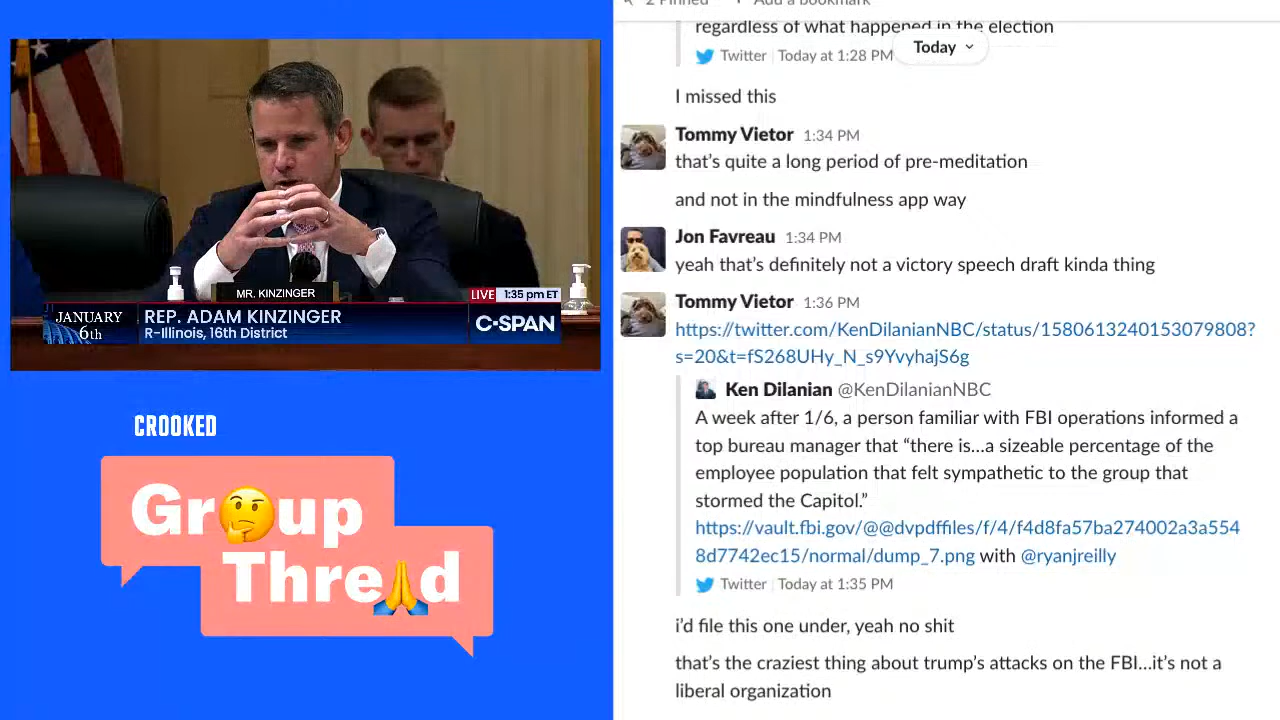 MR. KINZINGER
LIVE 1:35 pm ET
JANUARY
6th
REP. ADAM KINZINGER
R-Illinois, 16th District
C-SPAN
CROOKED
Gr🤔up
Thre🙏d
2 Pinned
Add a bookmark
regardless of what happened in the election
Twitter | Today at 1:28 PM
Today
I missed this
Tommy Vietor 1:34 PM
that’s quite a long period of pre-meditation
and not in the mindfulness app way
Jon Favreau 1:34 PM
yeah that’s definitely not a victory speech draft kinda thing
Tommy Vietor 1:36 PM
https://twitter.com/KenDilanianNBC/status/1580613240153079808?
s=20&t=fS268UHy_N_s9YvyhajS6g
Ken Dilanian @KenDilanianNBC
A week after 1/6, a person familiar with FBI operations informed a
top bureau manager that “there is...a sizeable percentage of the
employee population that felt sympathetic to the group that
stormed the Capitol.”
https://vault.fbi.gov/@@dvpdffiles/f/4/f4d8fa57ba274002a3a554
8d7742ec15/normal/dump_7.png with @ryanjreilly
Twitter | Today at 1:35 PM
i’d file this one under, yeah no shit
that’s the craziest thing about trump’s attacks on the FBI...it’s not a
liberal organization